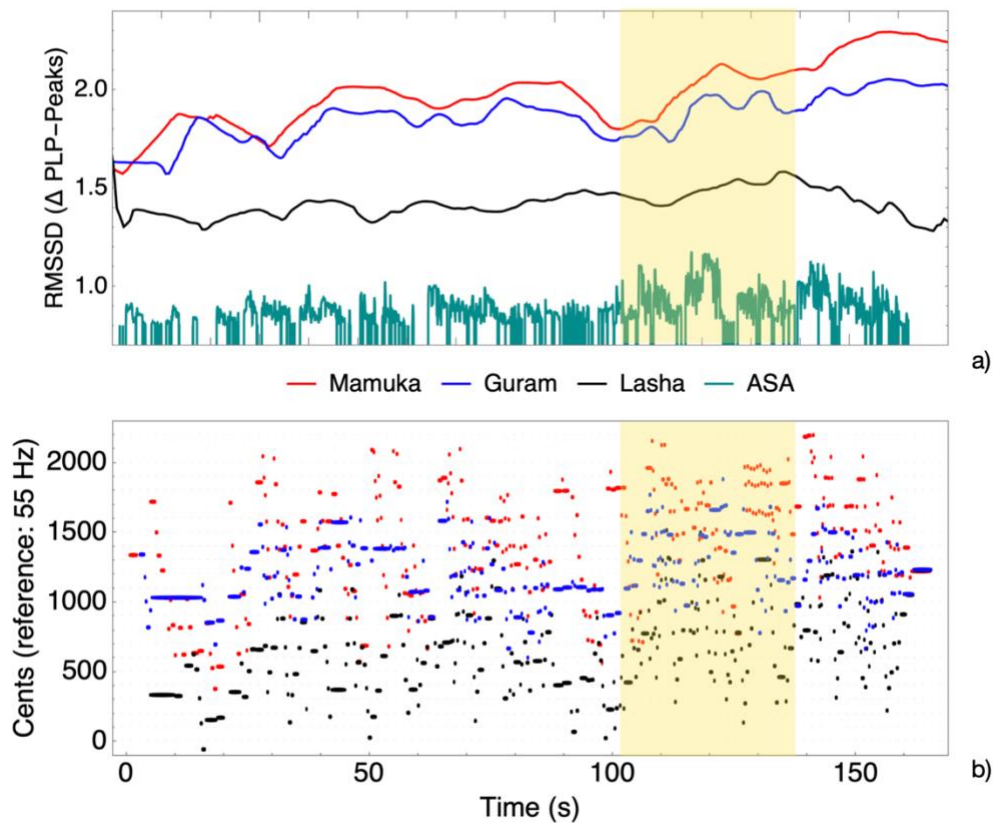 RMSSD (Δ PLP–Peaks)
2.0
1.5
1.0
a)
Mamuka Guram Lasha ASA
Cents (reference: 55 Hz)
2000
1500
1000
500
0
0 50 100 150
b)
Time (s)